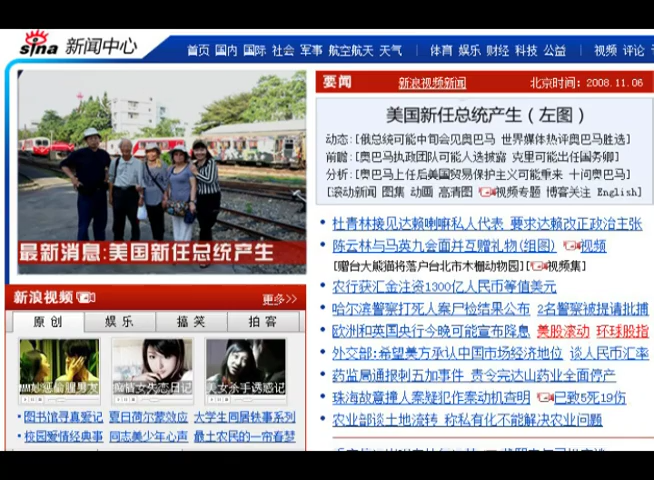 sina 新闻中心
首页 国内 国际 社会 军事 航空航天 天气 | 体育 娱乐 财经 科技 公益 | 视频 评论
最新消息:美国新任总统产生
要闻 新浪视频新闻 北京时间：2008.11.06
美国新任总统产生（左图）
动态:[俄总统可能中旬会见奥巴马 世界媒体热评奥巴马胜选]
前瞻:[奥巴马执政团队可能人选披露 克里可能出任国务卿]
分析:[奥巴马上任后美国贸易保护主义可能重来 十问奥巴马]
[滚动新闻 图集 动画 高清图 视频专题 博客关注 English]
杜青林接见达赖喇嘛私人代表 要求达赖改正政治主张
陈云林与马英九会面并互赠礼物(组图) 视频
[赠台大熊猫将落户台北市木栅动物园][视频集]
农行获汇金注资1300亿人民币等值美元
哈尔滨警察打死人案尸检结果公布 2名警察被提请批捕
欧洲和英国央行今晚可能宣布降息 美股滚动 环球股指
外交部:希望美方承认中国市场经济地位 谈人民币汇率
药监局通报刺五加事件 责令完达山药业全面停产
珠海故意撞人案疑犯作案动机查明 已致5死19伤
农业部谈土地流转 称私有化不能解决农业问题
新浪视频 更多>>
原创 娱乐 搞笑 拍客
痴情女失恋日记
美女杀手诱惑记
图书馆寻真爱记 夏日荷尔蒙效应 大学生同居轶事系列
校园爱情经典事 同志美少年心声 最土农民的一帘春梦